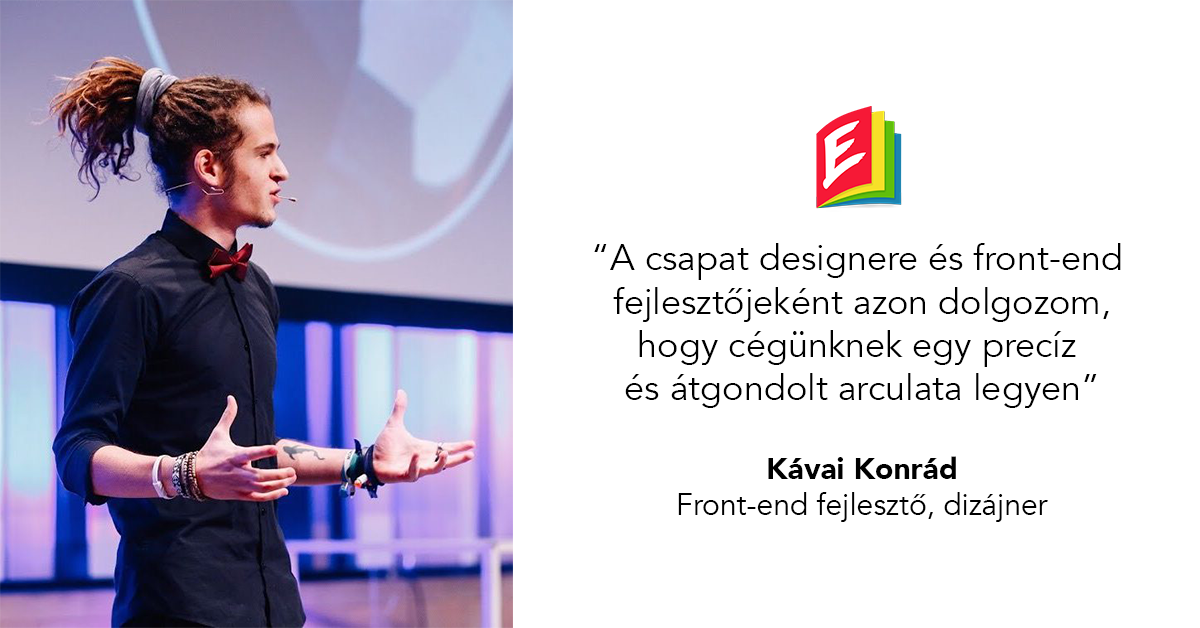 E
“A csapat designere és front-end
fejlesztőjeként azon dolgozom,
hogy cégünknek egy precíz
és átgondolt arculata legyen”
Kávai Konrád
Front-end fejlesztő, dizájner